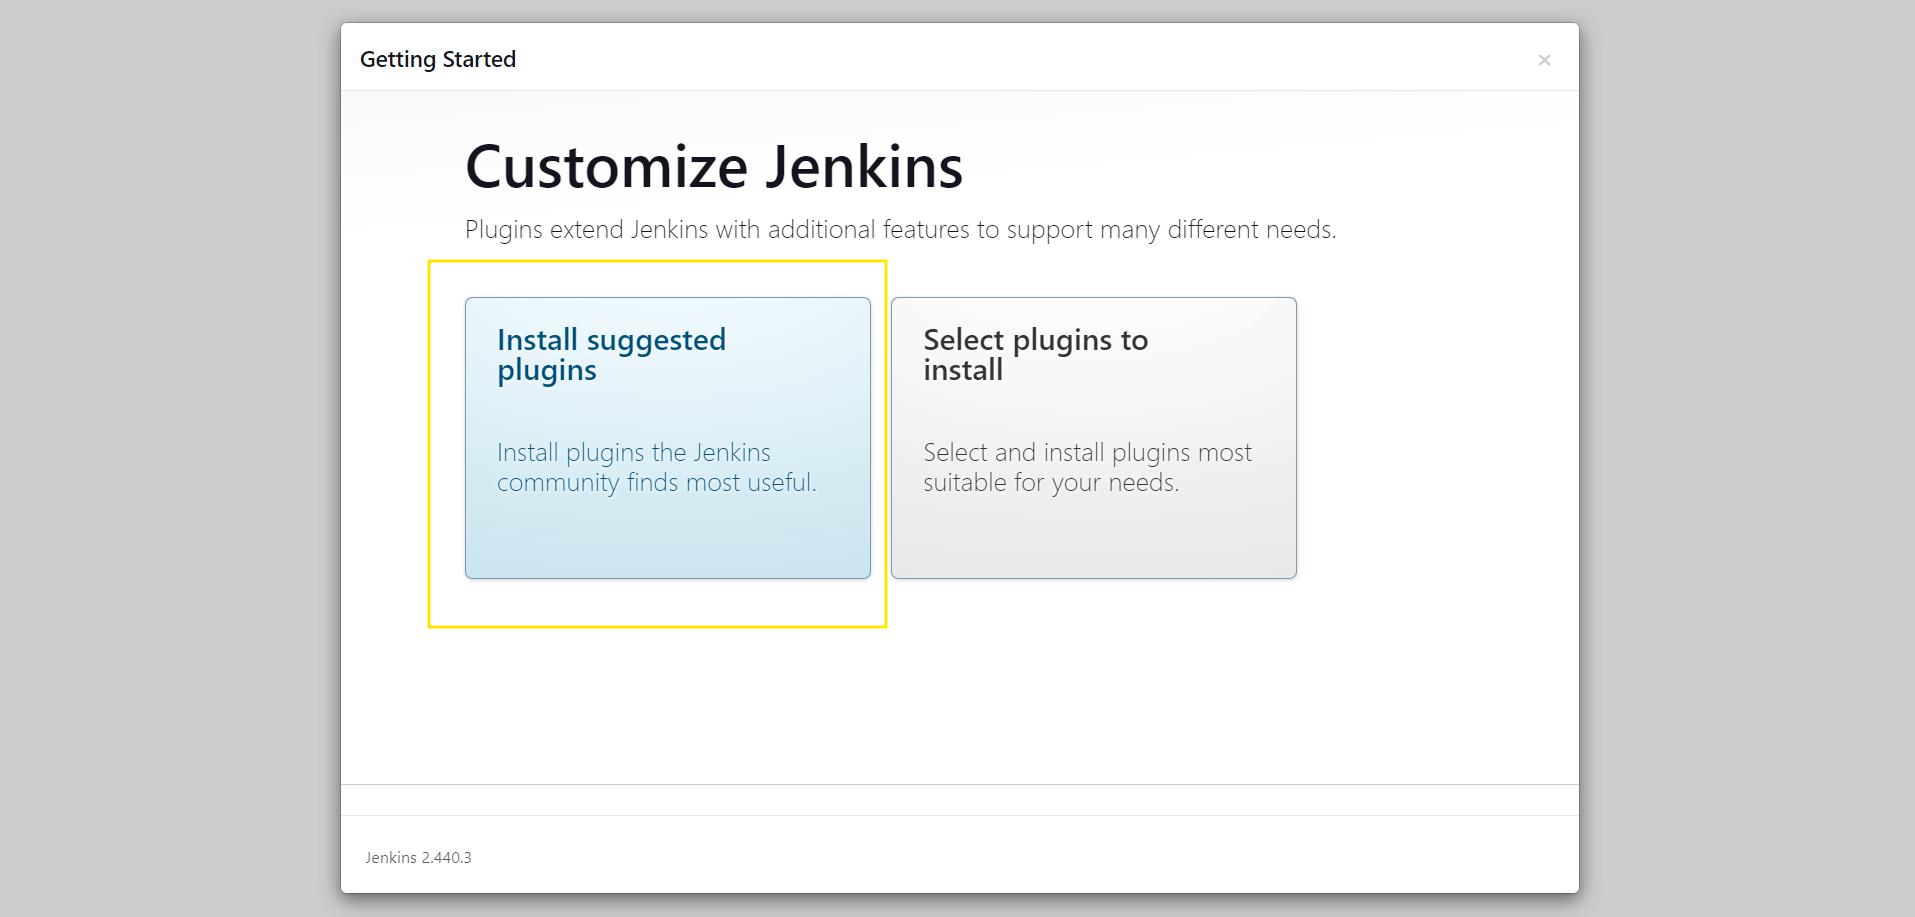 Getting Started
×
Customize Jenkins
Plugins extend Jenkins with additional features to support many different needs.
Install suggested
plugins
Install plugins the Jenkins
community finds most useful.
Select plugins to
install
Select and install plugins most
suitable for your needs.
Jenkins 2.440.3